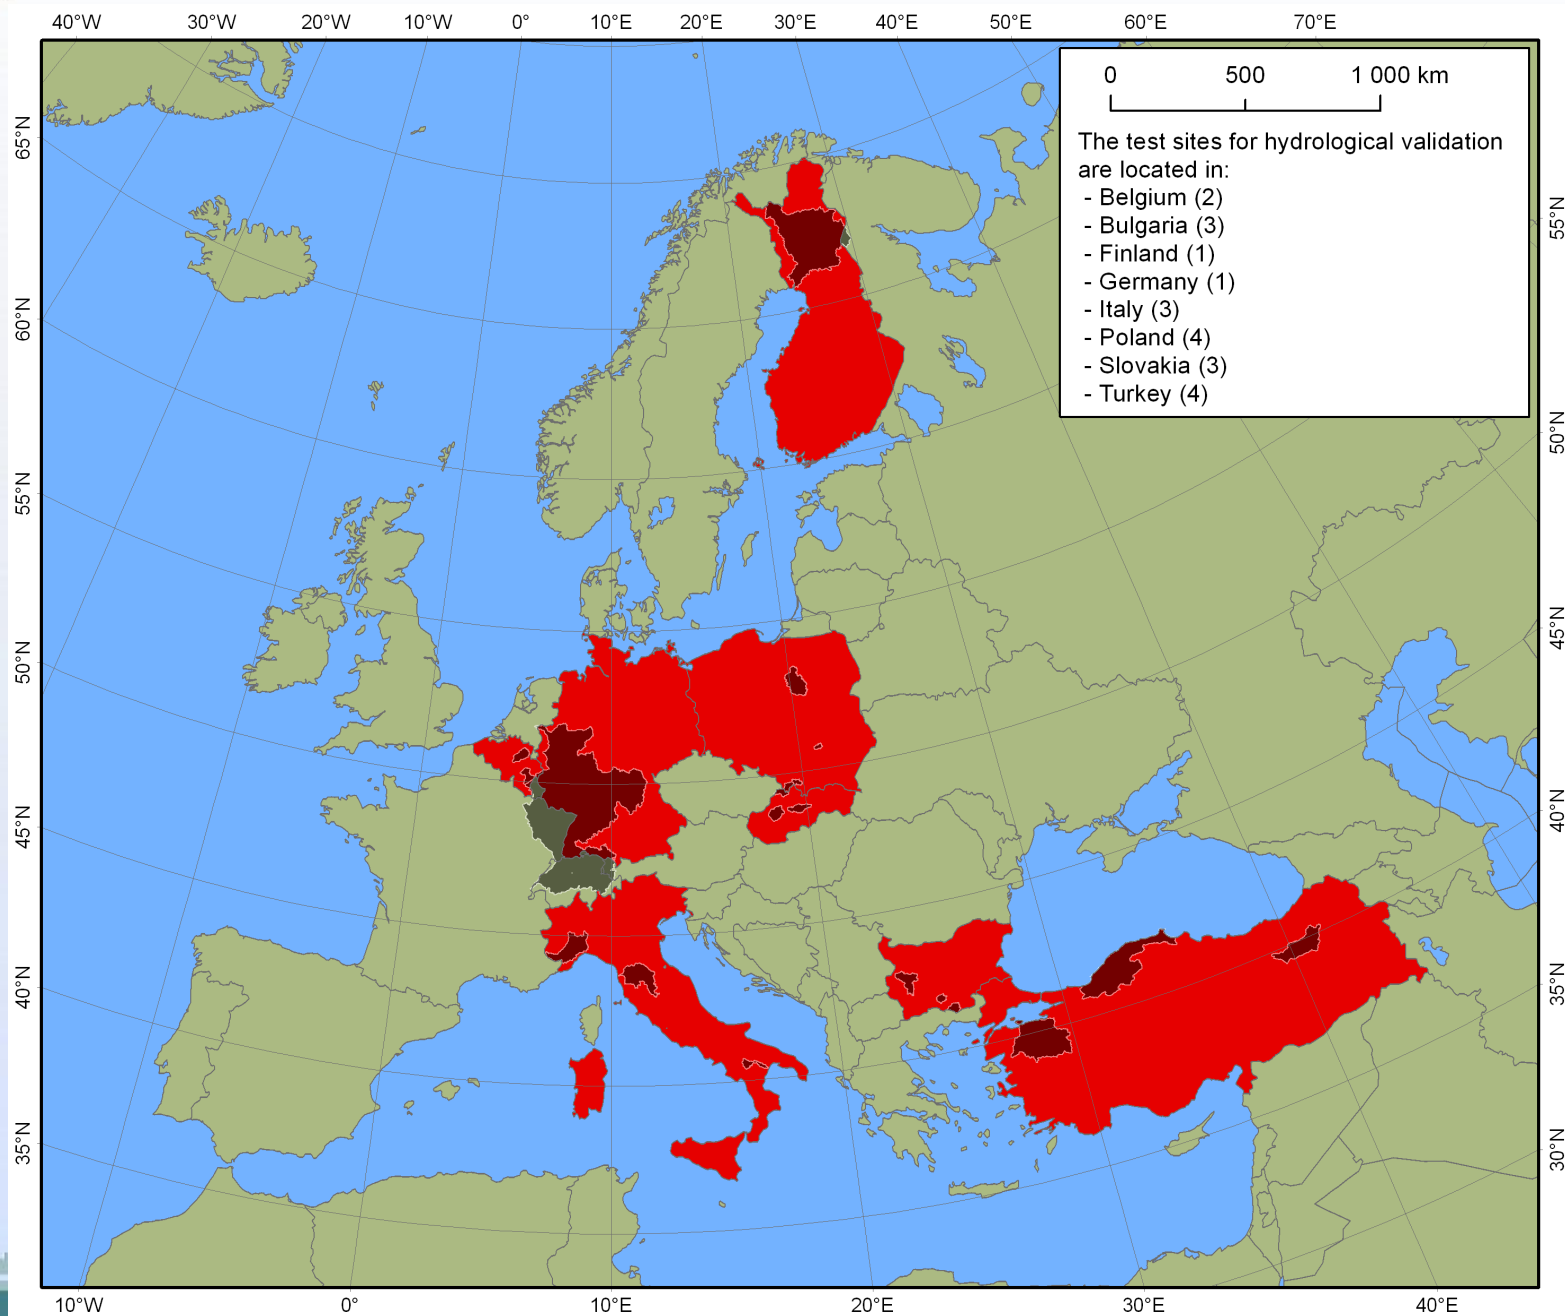 40°W 30°W 20°W 10°W 0° 10°E 20°E 30°E 40°E 50°E 60°E 70°E
0 500 1 000 km
The test sites for hydrological validation
are located in:
- Belgium (2)
- Bulgaria (3)
- Finland (1)
- Germany (1)
- Italy (3)
- Poland (4)
- Slovakia (3)
- Turkey (4)
65°N
60°N
55°N
50°N
45°N
40°N
35°N
55°N
50°N
45°N
40°N
35°N
30°N
10°W 0° 10°E 20°E 30°E 40°E